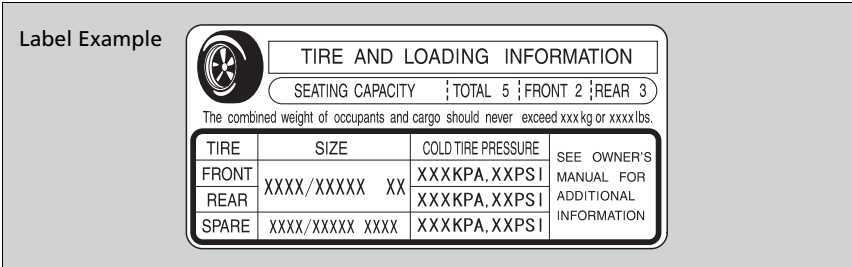 Label Example
TIRE AND LOADING INFORMATION
SEATING CAPACITY TOTAL 5 FRONT 2 REAR 3
The combined weight of occupants and cargo should never exceed xxx kg or xxxx lbs.
TIRE SIZE COLD TIRE PRESSURE SEE OWNER'S MANUAL FOR ADDITIONAL INFORMATION
FRONT XXXX/XXXXX XX XXXKPA,XXPSI
REAR XXXKPA,XXPSI
SPARE XXXX/XXXXX XXXX XXXKPA,XXPSI